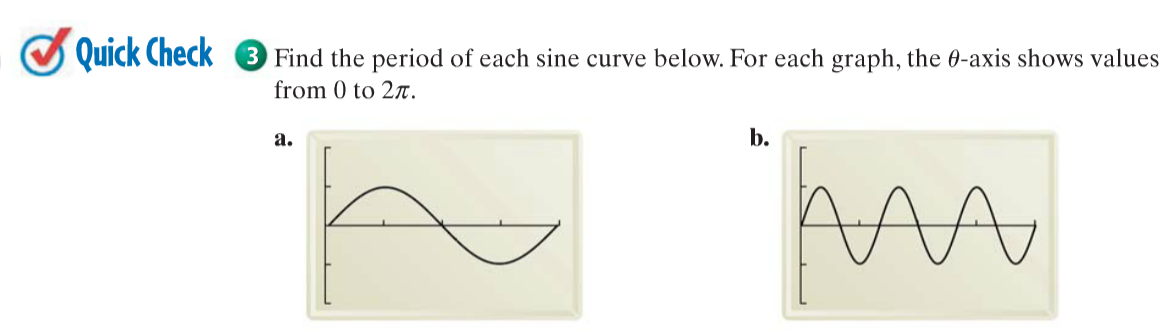 Quick Check 3 Find the period of each sine curve below. For each graph, the θ-axis shows values
from 0 to 2π.
a. b.